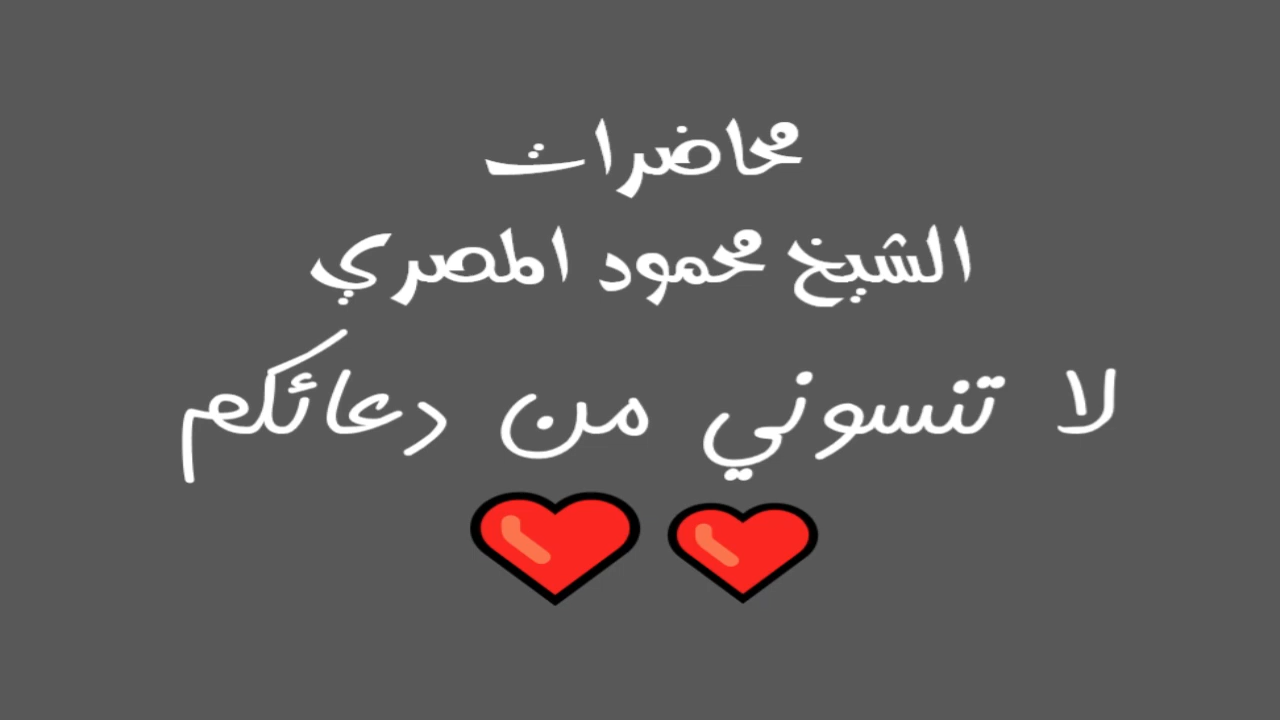 محاضرات
الشيخ محمود المصري
لا تنسوني من دعائكم